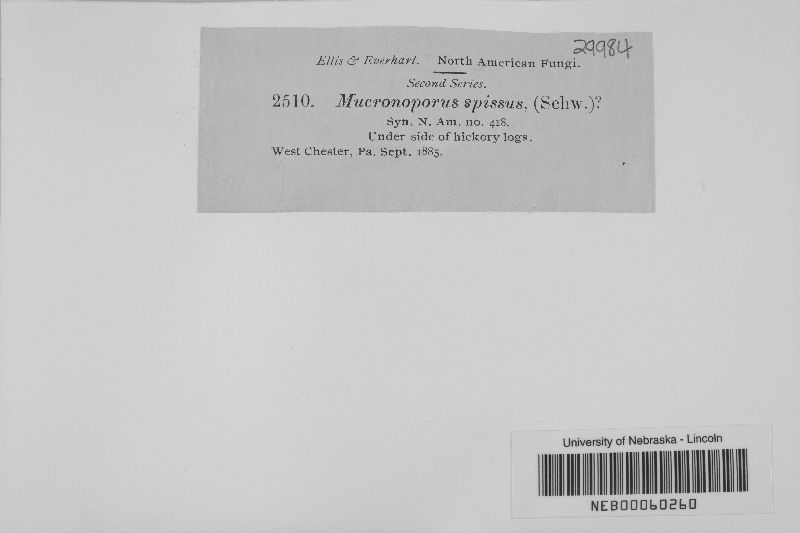 29984
Ellis & Everhart. North American Fungi.
Second Series.
2510. Mucronoporus spissus, (Schw.)?
Syn. N. Am. no. 418.
Under side of hickory logs.
West Chester, Pa. Sept. 1885.
University of Nebraska - Lincoln
NEB00060260